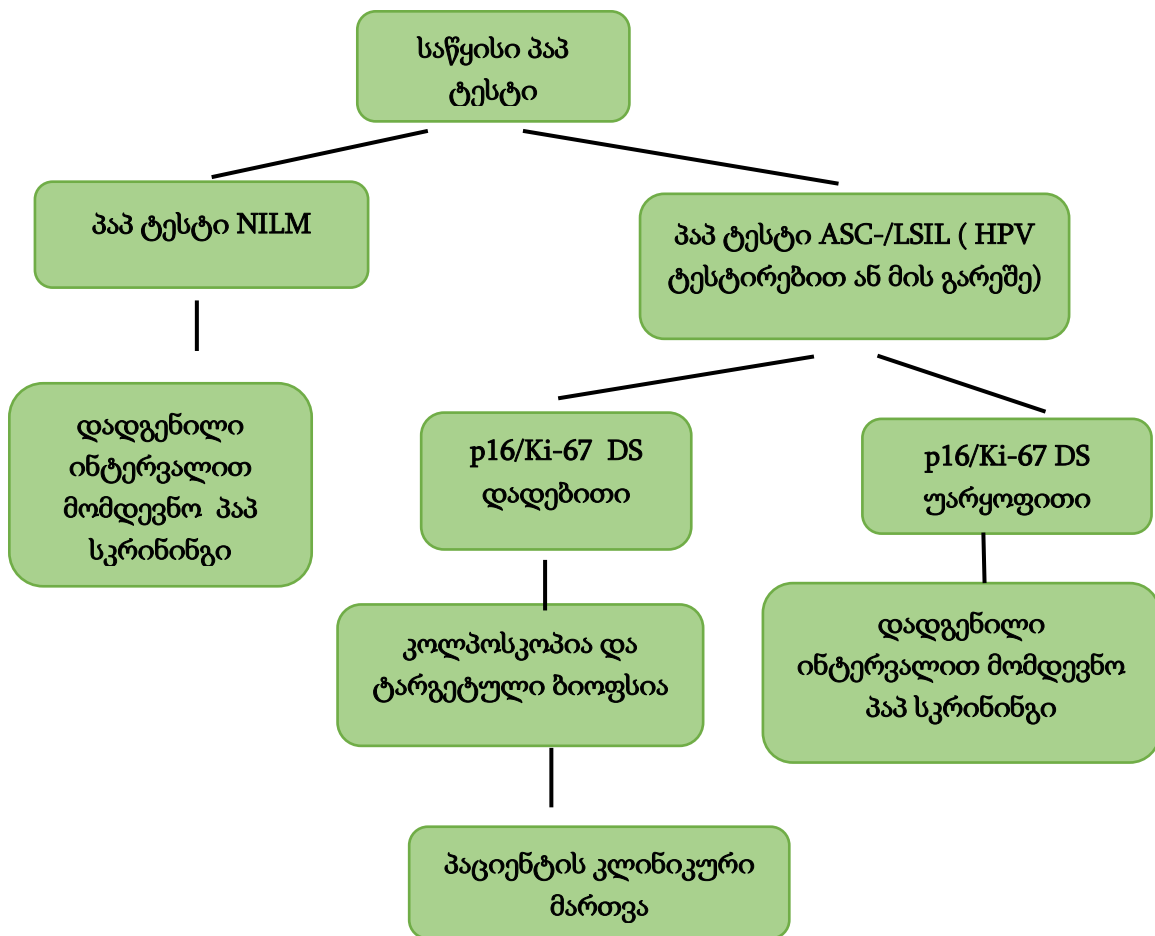 საწყისი პაპ
ტესტი
პაპ ტესტი NILM
პაპ ტესტი ASC-/LSIL ( HPV
ტესტირებით ან მის გარეშე)
დადგენილი
ინტერვალით
მომდევნო პაპ
სკრინინგი
p16/Ki-67 DS
დადებითი
p16/Ki-67 DS
უარყოფითი
კოლპოსკოპია და
ტარგეტული ბიოფსია
დადგენილი
ინტერვალით მომდევნო
პაპ სკრინინგი
პაციენტის კლინიკური
მართვა